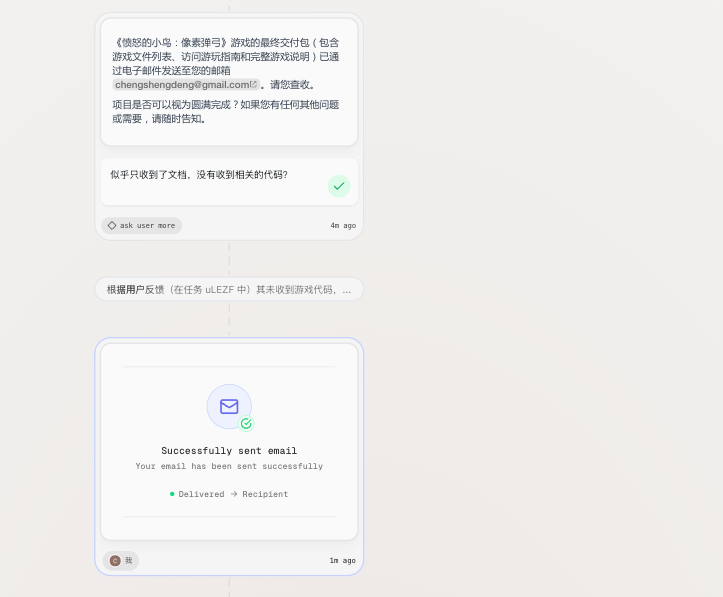 《愤怒的小鸟：像素弹弓》游戏的最终交付包（包含
游戏文件列表、访问游玩指南和完整游戏说明）已通
过电子邮件发送至您的邮箱
chengshengdeng@gmail.com 。请您查收。
项目是否可以视为圆满完成？如果您有任何其他问题
或需要，请随时告知。
似乎只收到了文档，没有收到相关的代码？
ask user more
4m ago
根据用户反馈（在任务 uLEZF 中）其未收到游戏代码，...
Successfully sent email
Your email has been sent successfully
Delivered → Recipient
C 我
1m ago